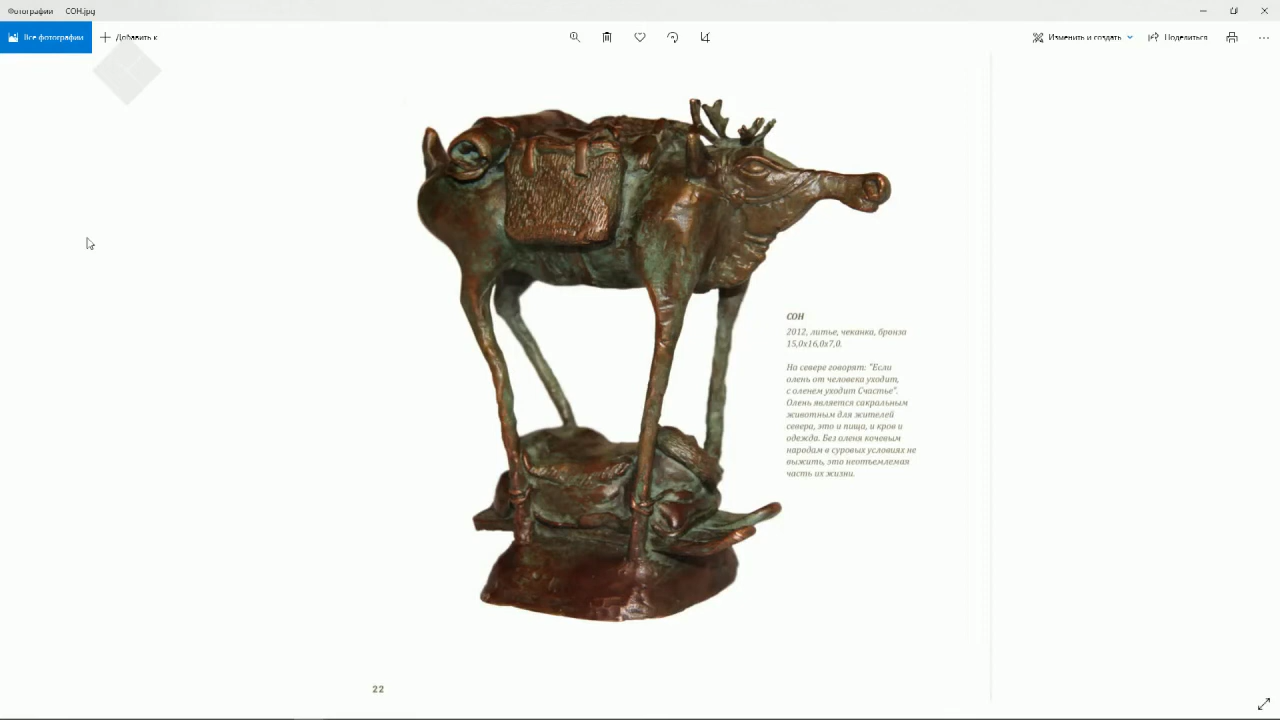 Фотографии СОН.jpg
Все фотографии
Добавить к
Изменить и создать
Поделиться
СОН
2012, литье, чеканка, бронза
15,0х16,0х7,0.
На севере говорят: "Если
олень от человека уходит,
с оленем уходит Счастье".
Олень является сакральным
животным для жителей
севера, это и пища, и кров и
одежда. Без оленя кочевым
народам в суровых условиях не
выжить, это неотъемлемая
часть их жизни.
22